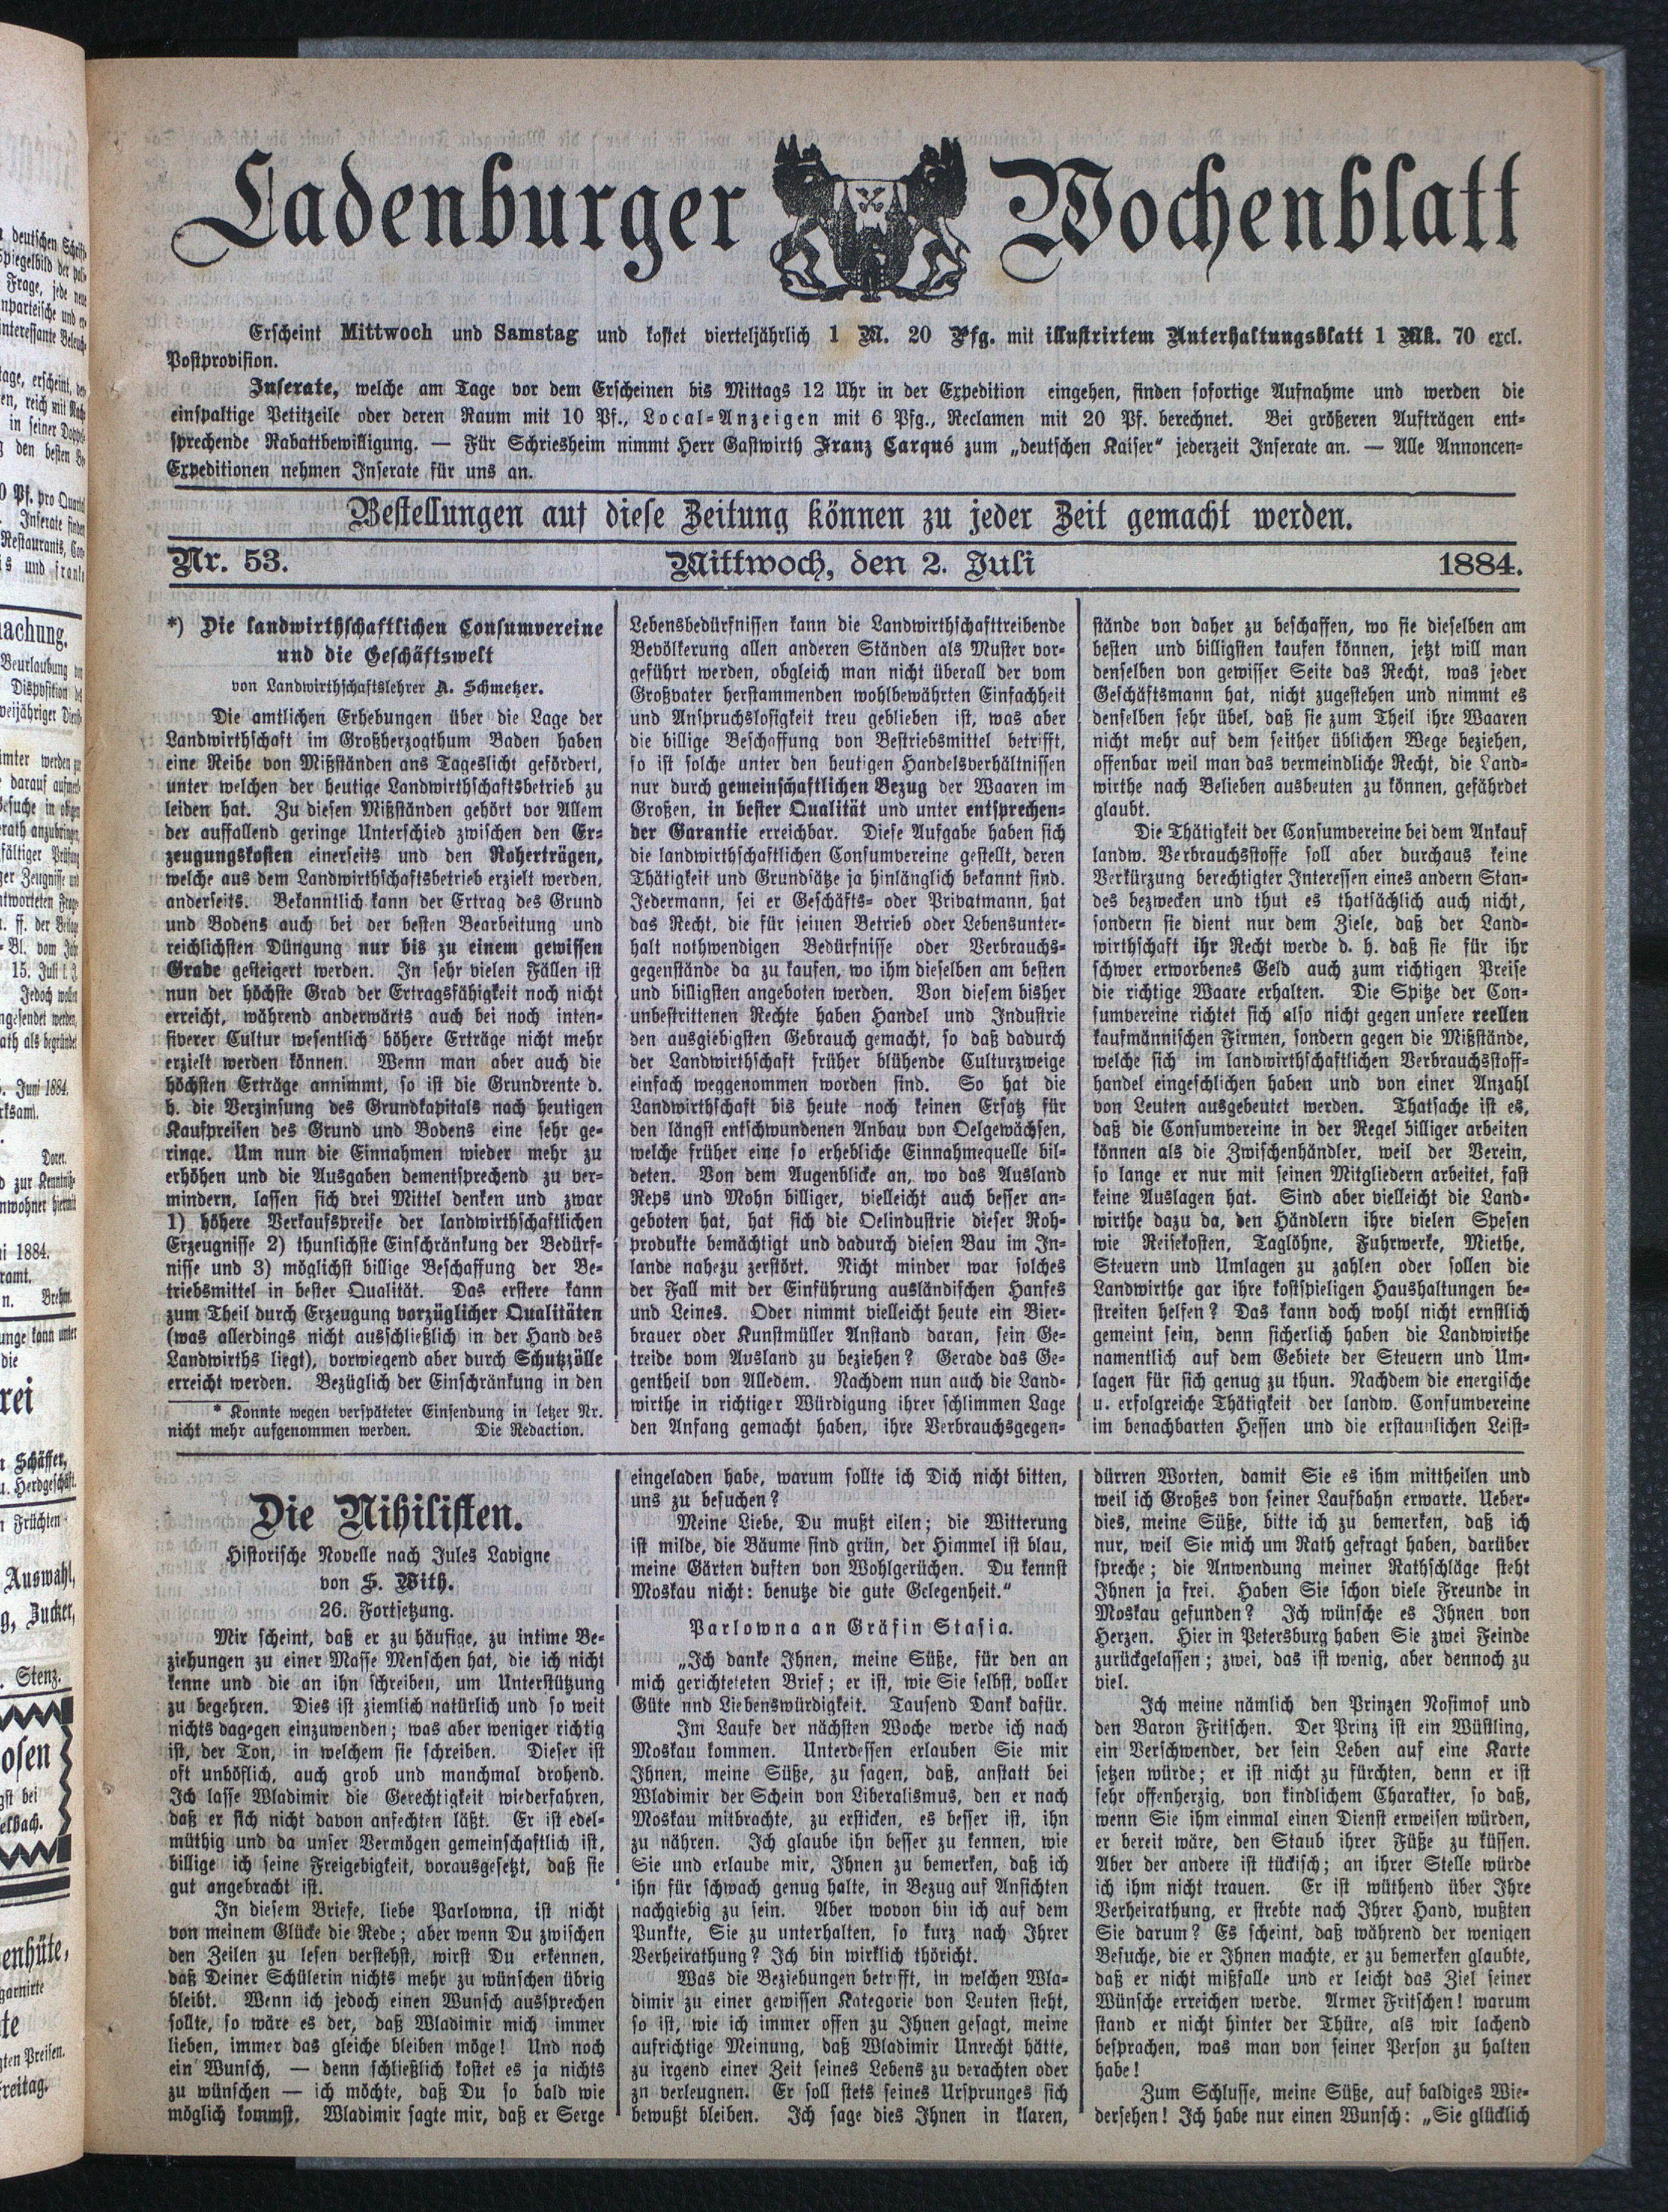 Ladenburger Wochenblatt
Erscheint Mittwoch und Samstag und kostet vierteljährlich 1 M. 20 Pfg. mit illustrirtem Unterhaltungsblatt 1 Mk. 70 excl.
Postprovision.
Inserate, welche am Tage vor dem Erscheinen bis Mittags 12 Uhr in der Expedition eingehen, finden sofortige Aufnahme und werden die
einspaltige Petitzeile oder deren Raum mit 10 Pf., Local-Anzeigen mit 6 Pfg., Reclamen mit 20 Pf. berechnet. Bei größeren Aufträgen ent-
sprechende Rabattbewilligung. — Für Schriesheim nimmt Herr Gastwirth Franz Carqué zum „deutschen Kaiser“ jederzeit Inserate an. — Alle Annoncen-
Expeditionen nehmen Inserate für uns an.
Bestellungen auf diese Zeitung können zu jeder Zeit gemacht werden.
Nr. 53. Mittwoch, den 2. Juli 1884.
*) Die landwirthschaftlichen Consumvereine
und die Geschäftswelt
von Landwirthschaftslehrer A. Schmetzer.
Die amtlichen Erhebungen über die Lage der
Landwirthschaft im Großherzogthum Baden haben
eine Reihe von Mißständen ans Tageslicht gefördert,
unter welchen der heutige Landwirthschaftsbetrieb zu
leiden hat. Zu diesen Mißständen gehört vor Allem
der auffallend geringe Unterschied zwischen den Er-
zeugungskosten einerseits und den Roherträgen,
welche aus dem Landwirthschaftsbetrieb erzielt werden,
anderseits. Bekanntlich kann der Ertrag des Grund
und Bodens auch bei der besten Bearbeitung und
reichlichsten Düngung nur bis zu einem gewissen
Grade gesteigert werden. In sehr vielen Fällen ist
nun der höchste Grad der Ertragsfähigkeit noch nicht
erreicht, während anderwärts auch bei noch inten-
siverer Cultur wesentlich höhere Erträge nicht mehr
erzielt werden können. Wenn man aber auch die
höchsten Erträge annimmt, so ist die Grundrente d.
h. die Verzinsung des Grundkapitals nach heutigen
Kaufpreisen des Grund und Bodens eine sehr ge-
ringe. Um nun die Einnahmen wieder mehr zu
erhöhen und die Ausgaben dementsprechend zu ver-
mindern, lassen sich drei Mittel denken und zwar
1) höhere Verkaufspreise der landwirthschaftlichen
Erzeugnisse 2) thunlichste Einschränkung der Bedürf-
nisse und 3) möglichst billige Beschaffung der Be-
triebsmittel in bester Qualität. Das erstere kann
zum Theil durch Erzeugung vorzüglicher Qualitäten
(was allerdings nicht ausschließlich in der Hand des
Landwirths liegt), vorwiegend aber durch Schutzzölle
erreicht werden. Bezüglich der Einschränkung in den
* Konnte wegen verspäteter Einsendung in letzer Nr.
nicht mehr aufgenommen werden. Die Redaction.
Lebensbedürfnissen kann die Landwirthschafttreibende
Bevölkerung allen anderen Ständen als Muster vor-
geführt werden, obgleich man nicht überall der vom
Großvater herstammenden wohlbewährten Einfachheit
und Anspruchslosigkeit treu geblieben ist, was aber
die billige Beschaffung von Bestriebsmittel betrifft,
so ist solche unter den heutigen Handelsverhältnissen
nur durch gemeinschaftlichen Bezug der Waaren im
Großen, in bester Qualität und unter entsprechen-
der Garantie erreichbar. Diese Aufgabe haben sich
die landwirthschaftlichen Consumvereine gestellt, deren
Thätigkeit und Grundsätze ja hinlänglich bekannt sind.
Jedermann, sei er Geschäfts- oder Privatmann, hat
das Recht, die für seinen Betrieb oder Lebensunter-
halt nothwendigen Bedürfnisse oder Verbrauchs-
gegenstände da zu kaufen, wo ihm dieselben am besten
und billigsten angeboten werden. Von diesem bisher
unbestrittenen Rechte haben Handel und Industrie
den ausgiebigsten Gebrauch gemacht, so daß dadurch
der Landwirthschaft früher blühende Culturzweige
einfach weggenommen worden sind. So hat die
Landwirthschaft bis heute noch keinen Ersatz für
den längst entschwundenen Anbau von Oelgewächsen,
welche früher eine so erhebliche Einnahmequelle bil-
deten. Von dem Augenblicke an, wo das Ausland
Reps und Mohn billiger, vielleicht auch besser an-
geboten hat, hat sich die Oelindustrie dieser Roh-
produkte bemächtigt und dadurch diesen Bau im In-
lande nahezu zerstört. Nicht minder war solches
der Fall mit der Einführung ausländischen Hanfes
und Leines. Oder nimmt vielleicht heute ein Bier-
brauer oder Kunstmüller Anstand daran, sein Ge-
treide vom Ausland zu beziehen? Gerade das Ge-
gentheil von Alledem. Nachdem nun auch die Land-
wirthe in richtiger Würdigung ihrer schlimmen Lage
den Anfang gemacht haben, ihre Verbrauchsgegen-
stände von daher zu beschaffen, wo sie dieselben am
besten und billigsten kaufen können, jetzt will man
denselben von gewisser Seite das Recht, was jeder
Geschäftsmann hat, nicht zugestehen und nimmt es
denselben sehr übel, daß sie zum Theil ihre Waaren
nicht mehr auf dem seither üblichen Wege beziehen,
offenbar weil man das vermeindliche Recht, die Land-
wirthe nach Belieben ausbeuten zu können, gefährdet
glaubt.
Die Thätigkeit der Consumvereine bei dem Ankauf
landw. Verbrauchsstoffe soll aber durchaus keine
Verkürzung berechtigter Interessen eines andern Stan-
des bezwecken und thut es thatsächlich auch nicht,
sondern sie dient nur dem Ziele, daß der Land-
wirthschaft ihr Recht werde d. h. daß sie für ihr
schwer erworbenes Geld auch zum richtigen Preise
die richtige Waare erhalten. Die Spitze der Con-
sumvereine richtet sich also nicht gegen unsere reellen
kaufmännischen Firmen, sondern gegen die Mißstände,
welche sich im landwirthschaftlichen Verbrauchsstoff-
handel eingeschlichen haben und von einer Anzahl
von Leuten ausgebeutet werden. Thatsache ist es,
daß die Consumvereine in der Regel billiger arbeiten
können als die Zwischenhändler, weil der Verein,
so lange er nur mit seinen Mitgliedern arbeitet, fast
keine Auslagen hat. Sind aber vielleicht die Land-
wirthe dazu da, den Händlern ihre vielen Spesen
wie Reisekosten, Taglöhne, Fuhrwerke, Miethe,
Steuern und Umlagen zu zahlen oder sollen die
Landwirthe gar ihre kostspieligen Haushaltungen be-
streiten helfen? Das kann doch wohl nicht ernstlich
gemeint sein, denn sicherlich haben die Landwirthe
namentlich auf dem Gebiete der Steuern und Um-
lagen für sich genug zu thun. Nachdem die energische
u. erfolgreiche Thätigkeit der landw. Consumvereine
im benachbarten Hessen und die erstaunlichen Leist-
Die Nihilisten.
Historische Novelle nach Jules Lavigne
von S. With.
26. Fortsetzung.
Mir scheint, daß er zu häufige, zu intime Be-
ziehungen zu einer Masse Menschen hat, die ich nicht
kenne und die an ihn schreiben, um Unterstützung
zu begehren. Dies ist ziemlich natürlich und so weit
nichts dagegen einzuwenden; was aber weniger richtig
ist, der Ton, in welchem sie schreiben. Dieser ist
oft unhöflich, auch grob und manchmal drohend.
Ich lasse Wladimir die Gerechtigkeit wiederfahren,
daß er sich nicht davon anfechten läßt. Er ist edel-
müthig und da unser Vermögen gemeinschaftlich ist,
billige ich seine Freigebigkeit, vorausgesetzt, daß sie
gut angebracht ist.
In diesem Briefe, liebe Parlowna, ist nicht
von meinem Glücke die Rede; aber wenn Du zwischen
den Zeilen zu lesen verstehst, wirst Du erkennen,
daß Deiner Schülerin nichts mehr zu wünschen übrig
bleibt. Wenn ich jedoch einen Wunsch aussprechen
sollte, so wäre es der, daß Wladimir mich immer
lieben, immer das gleiche bleiben möge! Und noch
ein Wunsch, — denn schließlich kostet es ja nichts
zu wünschen — ich möchte, daß Du so bald wie
möglich kommst. Wladimir sagte mir, daß er Serge
eingeladen habe, warum sollte ich Dich nicht bitten,
uns zu besuchen?
Meine Liebe, Du mußt eilen; die Witterung
ist milde, die Bäume sind grün, der Himmel ist blau,
meine Gärten duften von Wohlgerüchen. Du kennst
Moskau nicht: benutze die gute Gelegenheit.“
Parlowna an Gräfin Stasia.
„Ich danke Ihnen, meine Süße, für den an
mich gerichteteten Brief; er ist, wie Sie selbst, voller
Güte nnd Liebenswürdigkeit. Tausend Dank dafür.
Im Laufe der nächsten Woche werde ich nach
Moskau kommen. Unterdessen erlauben Sie mir
Ihnen, meine Süße, zu sagen, daß, anstatt bei
Wladimir der Schein von Liberalismus, den er nach
Moskau mitbrachte, zu ersticken, es besser ist, ihn
zu nähren. Ich glaube ihn besser zu kennen, wie
Sie und erlaube mir, Ihnen zu bemerken, daß ich
ihn für schwach genug halte, in Bezug auf Ansichten
nachgiebig zu sein. Aber wovon bin ich auf dem
Punkte, Sie zu unterhalten, so kurz nach Ihrer
Verheirathung? Ich bin wirklich thöricht.
Was die Beziehungen betrifft, in welchen Wla-
dimir zu einer gewissen Kategorie von Leuten steht,
so ist, wie ich immer offen zu Ihnen gesagt, meine
aufrichtige Meinung, daß Wladimir Unrecht hätte,
zu irgend einer Zeit seines Lebens zu verachten oder
zn verleugnen. Er soll stets seines Ursprunges sich
bewußt bleiben. Ich sage dies Ihnen in klaren,
dürren Worten, damit Sie es ihm mittheilen und
weil ich Großes von seiner Laufbahn erwarte. Ueber-
dies, meine Süße, bitte ich zu bemerken, daß ich
nur, weil Sie mich um Rath gefragt haben, darüber
spreche; die Anwendung meiner Rathschläge steht
Ihnen ja frei. Haben Sie schon viele Freunde in
Moskau gefunden? Ich wünsche es Ihnen von
Herzen. Hier in Petersburg haben Sie zwei Feinde
zurückgelassen; zwei, das ist wenig, aber dennoch zu
viel.
Ich meine nämlich den Prinzen Nosimof und
den Baron Fritschen. Der Prinz ist ein Wüstling,
ein Verschwender, der sein Leben auf eine Karte
setzen würde; er ist nicht zu fürchten, denn er ist
sehr offenherzig, von kindlichem Charakter, so daß,
wenn Sie ihm einmal einen Dienst erweisen würden,
er bereit wäre, den Staub ihrer Füße zu küssen.
Aber der andere ist tückisch; an ihrer Stelle würde
ich ihm nicht trauen. Er ist wüthend über Ihre
Verheirathung, er strebte nach Ihrer Hand, wußten
Sie darum? Es scheint, daß während der wenigen
Besuche, die er Ihnen machte, er zu bemerken glaubte,
daß er nicht mißfalle und er leicht das Ziel seiner
Wünsche erreichen werde. Armer Fritschen! warum
stand er nicht hinter der Thüre, als wir lachend
besprachen, was man von seiner Person zu halten
habe!
Zum Schlusse, meine Süße, auf baldiges Wie-
dersehen! Ich habe nur einen Wunsch: „Sie glücklich